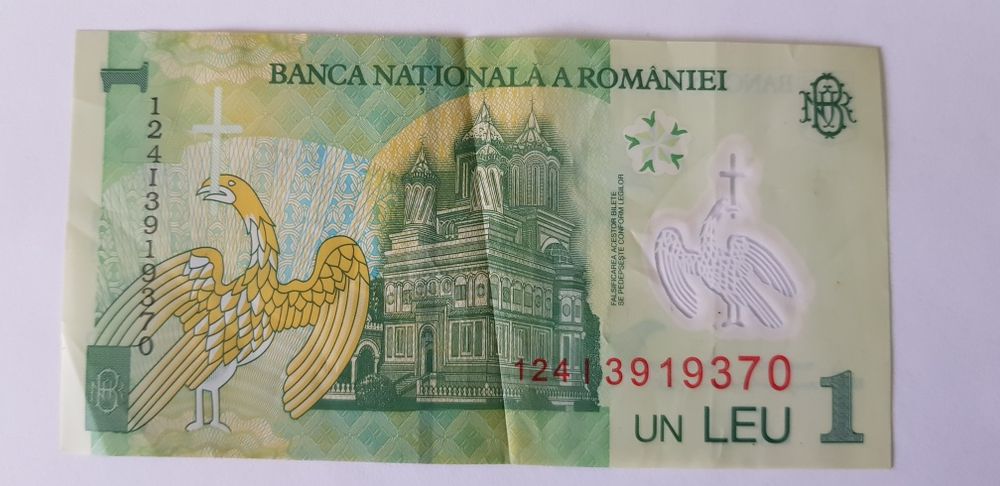 BANCA NAȚIONALĂ A ROMÂNIEI
1
124I3919370
FALSIFICAREA ACESTOR BILETE
SE PEDEPSEȘTE CONFORM LEGILOR
124I3919370
UN LEU 1